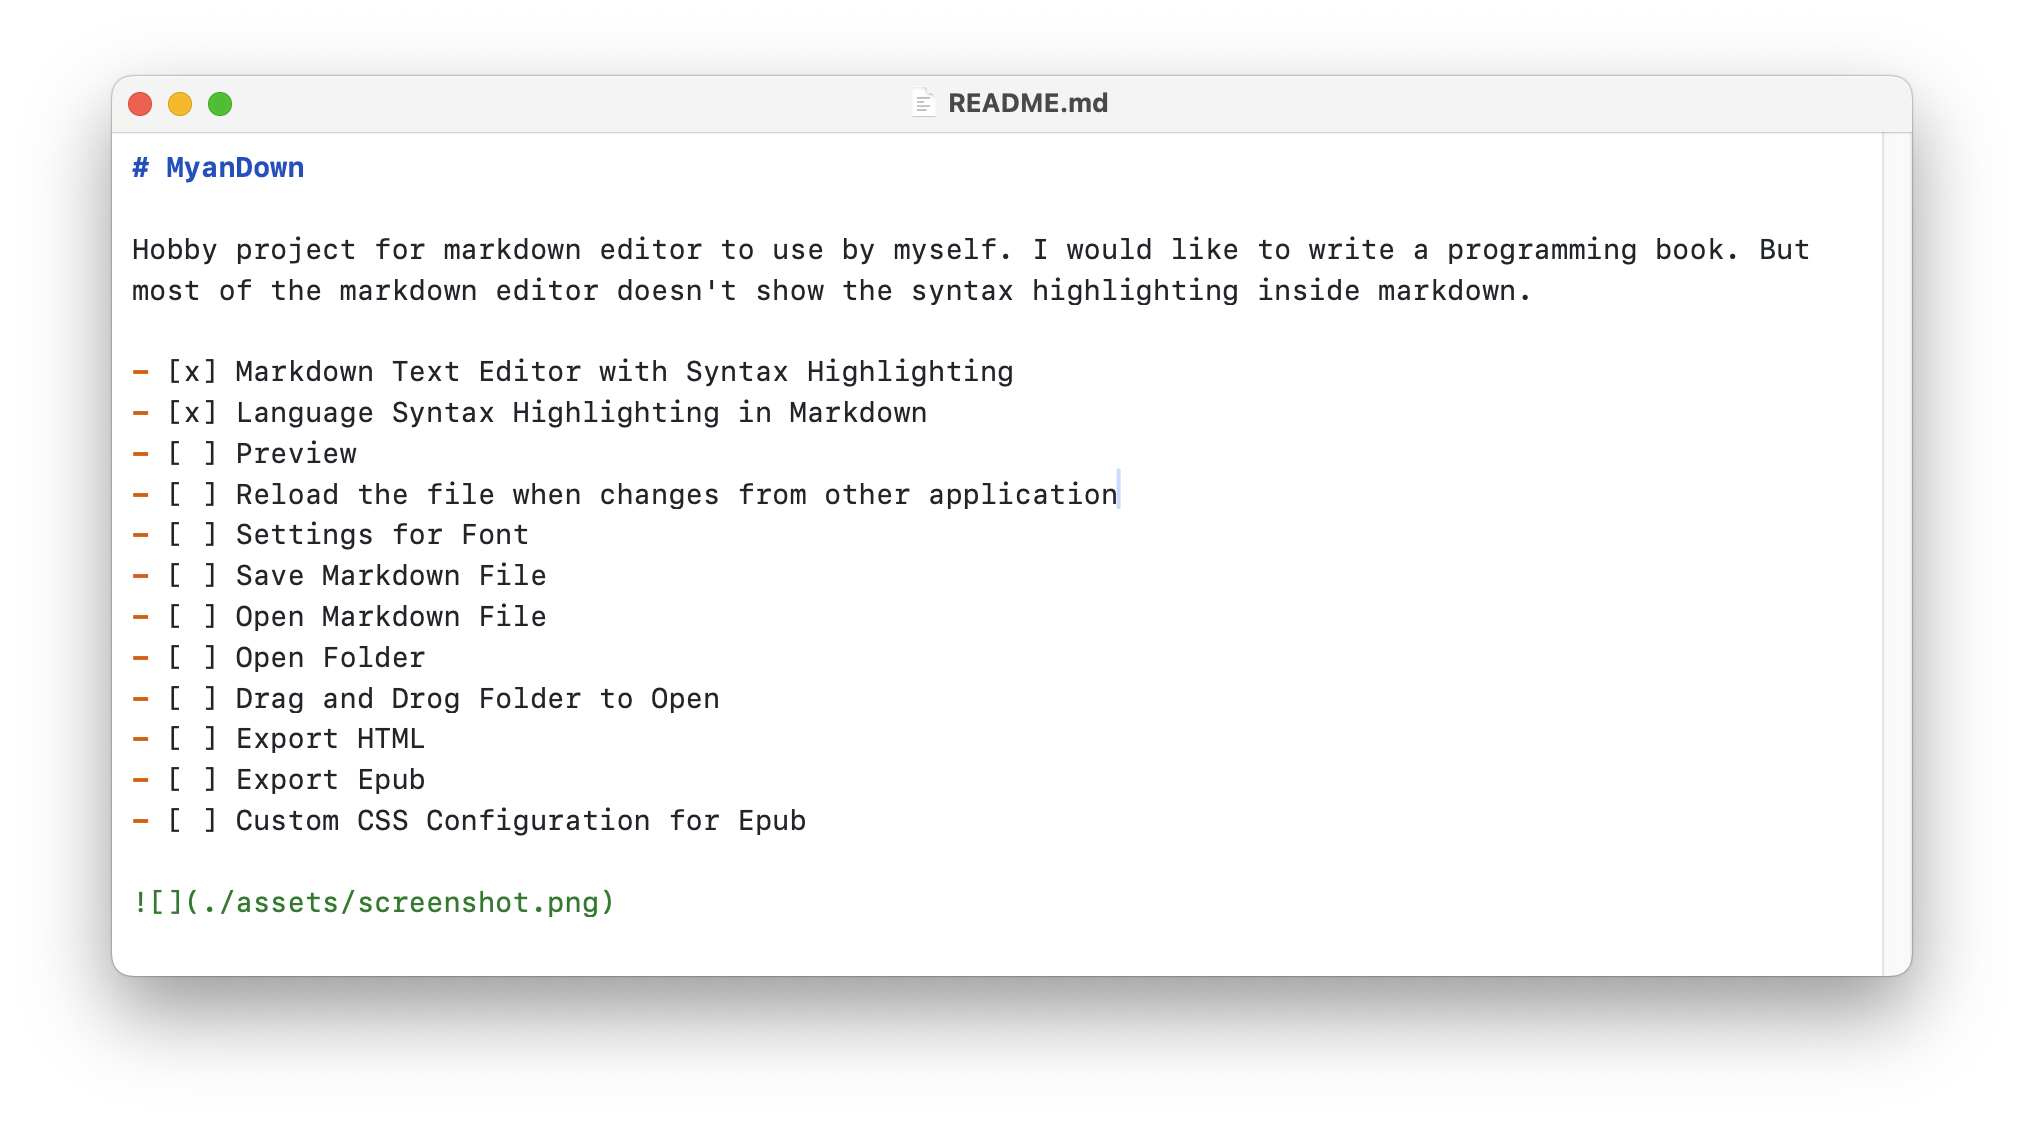 README.md
# MyanDown
Hobby project for markdown editor to use by myself. I would like to write a programming book. But
most of the markdown editor doesn't show the syntax highlighting inside markdown.
- [x] Markdown Text Editor with Syntax Highlighting
- [x] Language Syntax Highlighting in Markdown
- [ ] Preview
- [ ] Reload the file when changes from other application
- [ ] Settings for Font
- [ ] Save Markdown File
- [ ] Open Markdown File
- [ ] Open Folder
- [ ] Drag and Drog Folder to Open
- [ ] Export HTML
- [ ] Export Epub
- [ ] Custom CSS Configuration for Epub
![](./assets/screenshot.png)